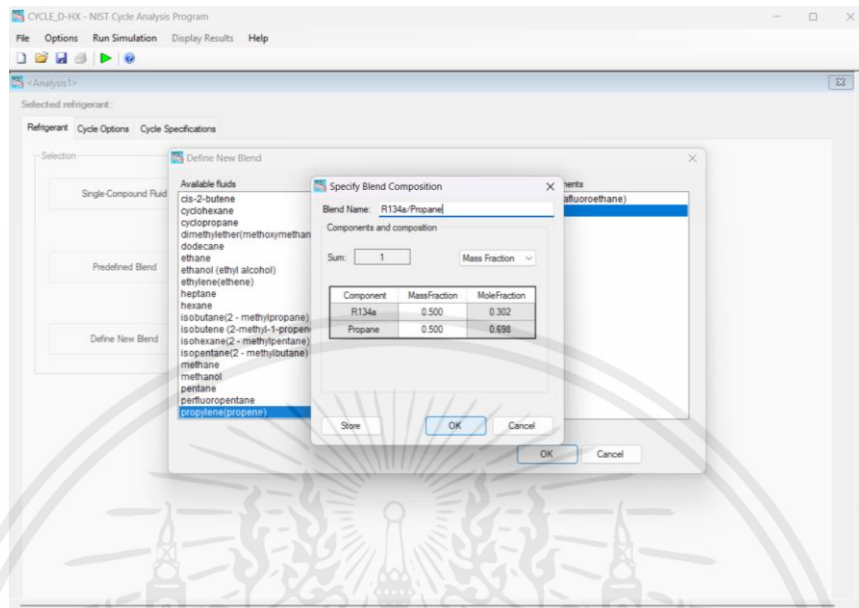 CYCLE_D-HX - NIST Cycle Analysis Program
File Options Run Simulation Display Results Help
<Analysis1>
Selected refrigerant:
Refrigerant Cycle Options Cycle Specifications
Selection
Single-Compound Fluid
Predefined Blend
Define New Blend
Define New Blend
Available fluids
cis-2-butene
cyclohexane
cyclopropane
dimethylether(methoxymethan
dodecane
ethane
ethanol (ethyl alcohol)
ethylene(ethene)
heptane
hexane
isobutane(2 - methylpropane)
isobutene (2-methyl-1-propen
isohexane(2 - methylpentane)
isopentane(2 - methylbutane)
methane
methanol
pentane
perfluoropentane
propylene(propene)
nents
afluoroethane)
OK Cancel
Specify Blend Composition
Blend Name: R134a/Propane
Components and composition
Sum: 1 Mass Fraction
Component MassFraction MoleFraction
R134a 0.500 0.302
Propane 0.500 0.698
Store OK Cancel